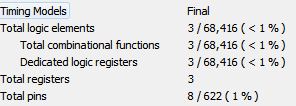 Timing Models Final
Total logic elements 3 / 68,416 ( < 1 % )
Total combinational functions 3 / 68,416 ( < 1 % )
Dedicated logic registers 3 / 68,416 ( < 1 % )
Total registers 3
Total pins 8 / 622 ( 1 % )